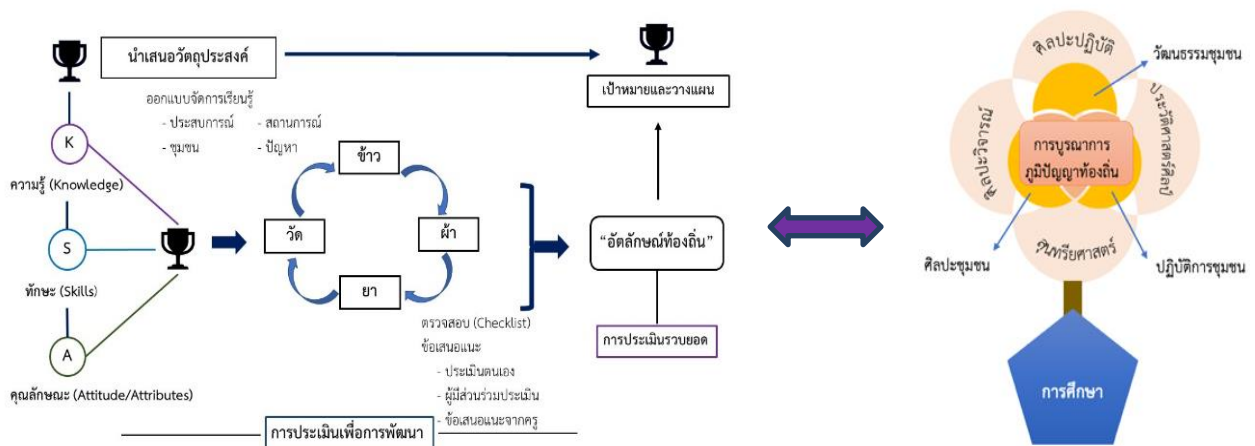 นำเสนอวัตถุประสงค์
ออกแบบจัดการเรียนรู้
- ประสบการณ์ - สถานการณ์
- ชุมชน - ปัญหา
K
ความรู้ (Knowledge)
S
ทักษะ (Skills)
A
คุณลักษณะ (Attitude/Attributes)
ข้าว
วัด
ผ้า
ยา
ตรวจสอบ (Checklist)
ข้อเสนอแนะ
- ประเมินตนเอง
- ผู้มีส่วนร่วมประเมิน
- ข้อเสนอแนะจากครู
การประเมินเพื่อการพัฒนา
เป้าหมายและวางแผน
“อัตลักษณ์ท้องถิ่น”
การประเมินรวบยอด
ศิลปะปฏิบัติ
วัฒนธรรมชุมชน
ศิลปะวิจารณ์
ประวัติศาสตร์ศิลป์
การบูรณาการ
ภูมิปัญญาท้องถิ่น
สุนทรียศาสตร์
ศิลปะชุมชน
ปฏิบัติการชุมชน
การศึกษา